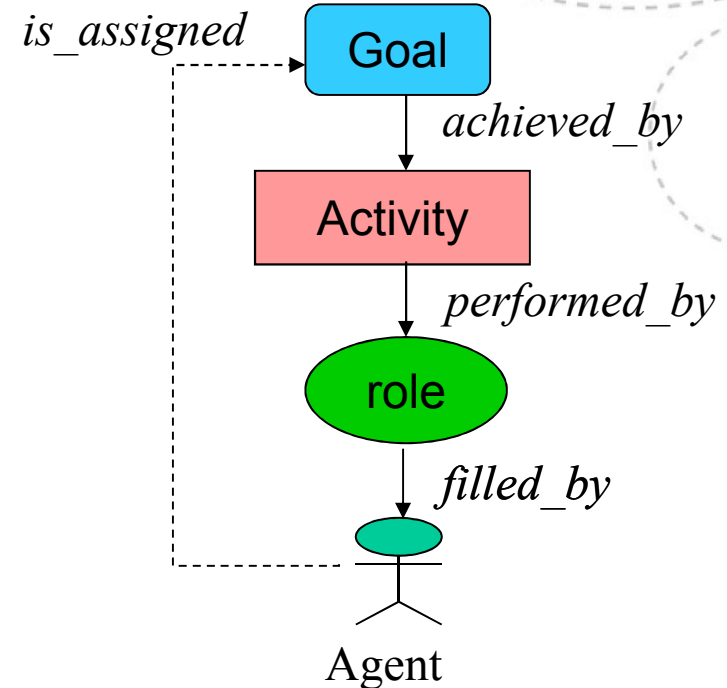 is_assigned
Goal
achieved_by
Activity
performed_by
role
filled_by
Agent